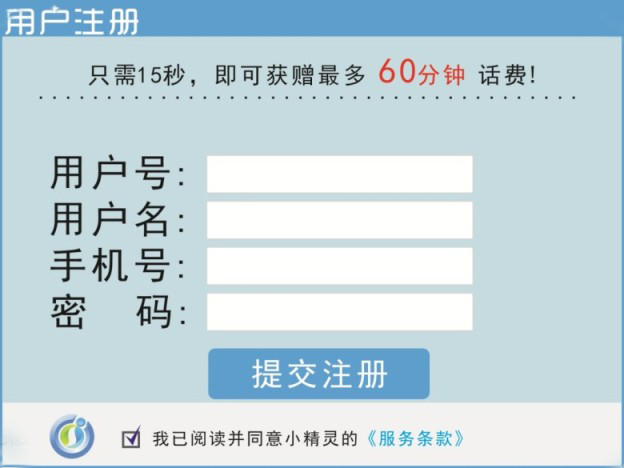 用户注册
只需15秒，即可获赠最多 60分钟 话费!
用户号:
用户名:
手机号:
密 码:
提交注册
我已阅读并同意小精灵的《服务条款》